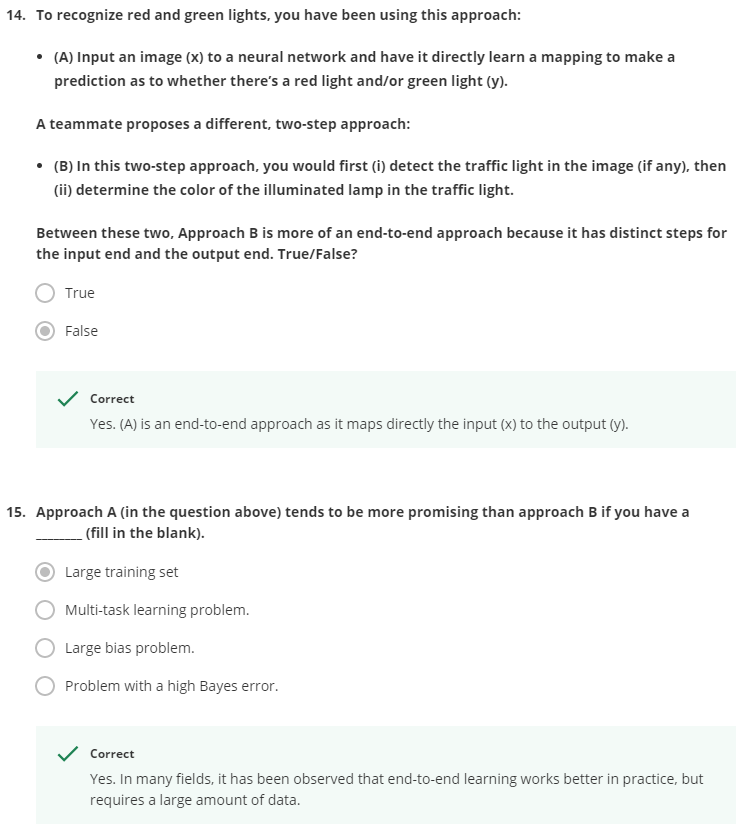 14. To recognize red and green lights, you have been using this approach:
• (A) Input an image (x) to a neural network and have it directly learn a mapping to make a
prediction as to whether there's a red light and/or green light (y).
A teammate proposes a different, two-step approach:
• (B) In this two-step approach, you would first (i) detect the traffic light in the image (if any), then
(ii) determine the color of the illuminated lamp in the traffic light.
Between these two, Approach B is more of an end-to-end approach because it has distinct steps for
the input end and the output end. True/False?
True
False
Correct
Yes. (A) is an end-to-end approach as it maps directly the input (x) to the output (y).
15. Approach A (in the question above) tends to be more promising than approach B if you have a
________ (fill in the blank).
Large training set
Multi-task learning problem.
Large bias problem.
Problem with a high Bayes error.
Correct
Yes. In many fields, it has been observed that end-to-end learning works better in practice, but
requires a large amount of data.